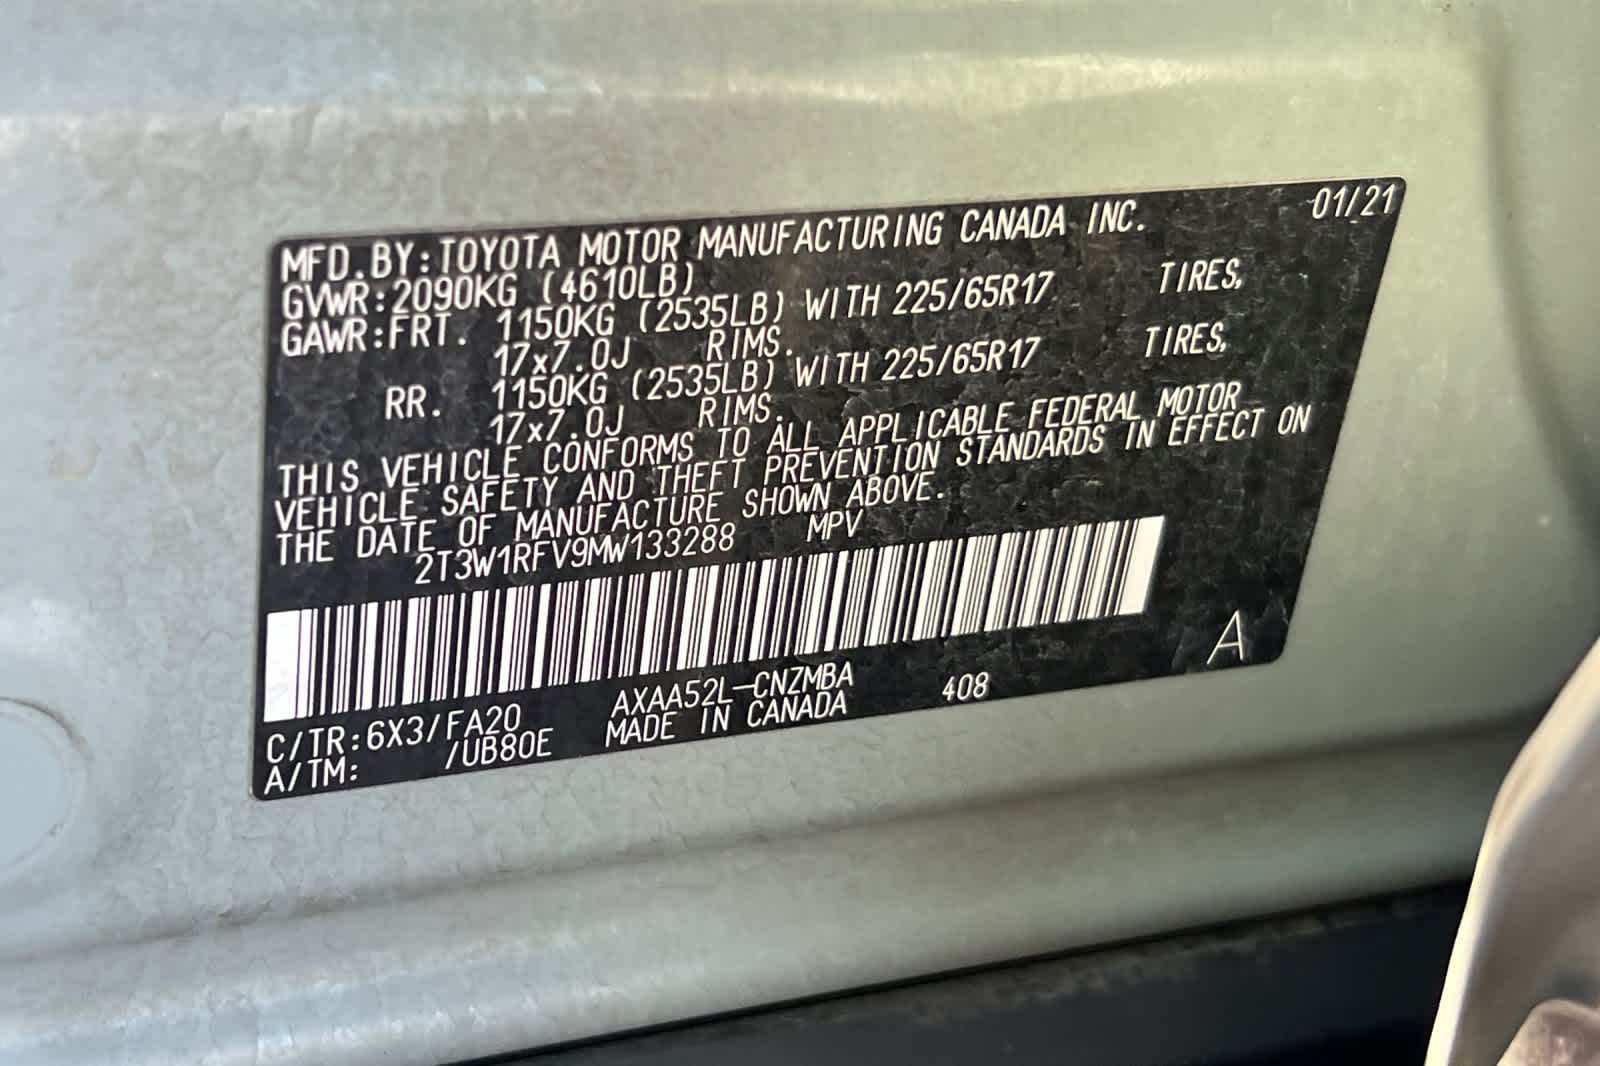 01/21
MFD.BY:TOYOTA MOTOR MANUFACTURING CANADA INC.
GVWR:2090KG (4610LB)
GAWR:FRT. 1150KG (2535LB) WITH 225/65R17 TIRES,
17x7.0J RIMS.
RR. 1150KG (2535LB) WITH 225/65R17 TIRES,
17x7.0J RIMS.
THIS VEHICLE CONFORMS TO ALL APPLICABLE FEDERAL MOTOR
VEHICLE SAFETY AND THEFT PREVENTION STANDARDS IN EFFECT ON
THE DATE OF MANUFACTURE SHOWN ABOVE.
2T3W1RFV9MW133288 MPV
A
C/TR:6X3/FA20 AXAA52L-CNZMBA 408
A/TM: /UB80E MADE IN CANADA